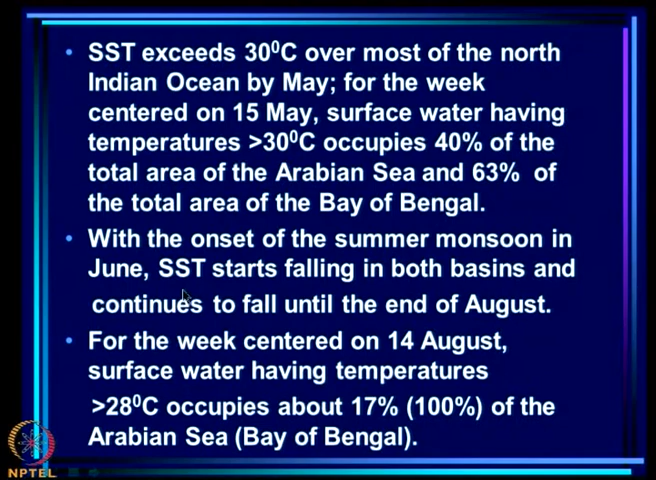 • SST exceeds 30⁰C over most of the north
Indian Ocean by May; for the week
centered on 15 May, surface water having
temperatures >30⁰C occupies 40% of the
total area of the Arabian Sea and 63% of
the total area of the Bay of Bengal.
• With the onset of the summer monsoon in
June, SST starts falling in both basins and
continues to fall until the end of August.
• For the week centered on 14 August,
surface water having temperatures
>28⁰C occupies about 17% (100%) of the
Arabian Sea (Bay of Bengal).
NPTEL